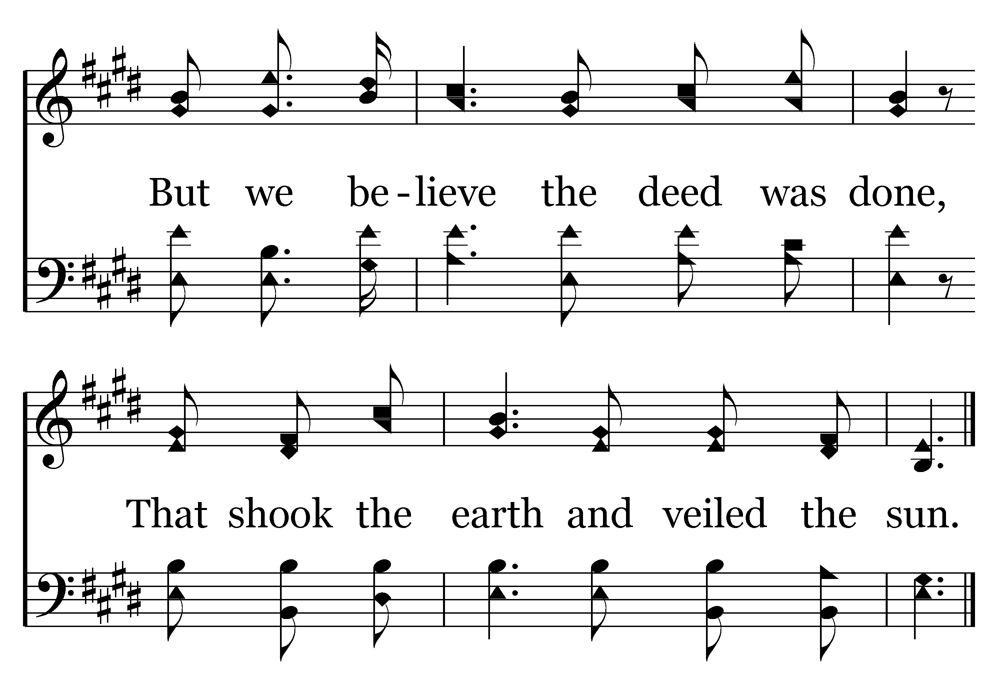 But we be-lieve the deed was done,
That shook the earth and veiled the sun.